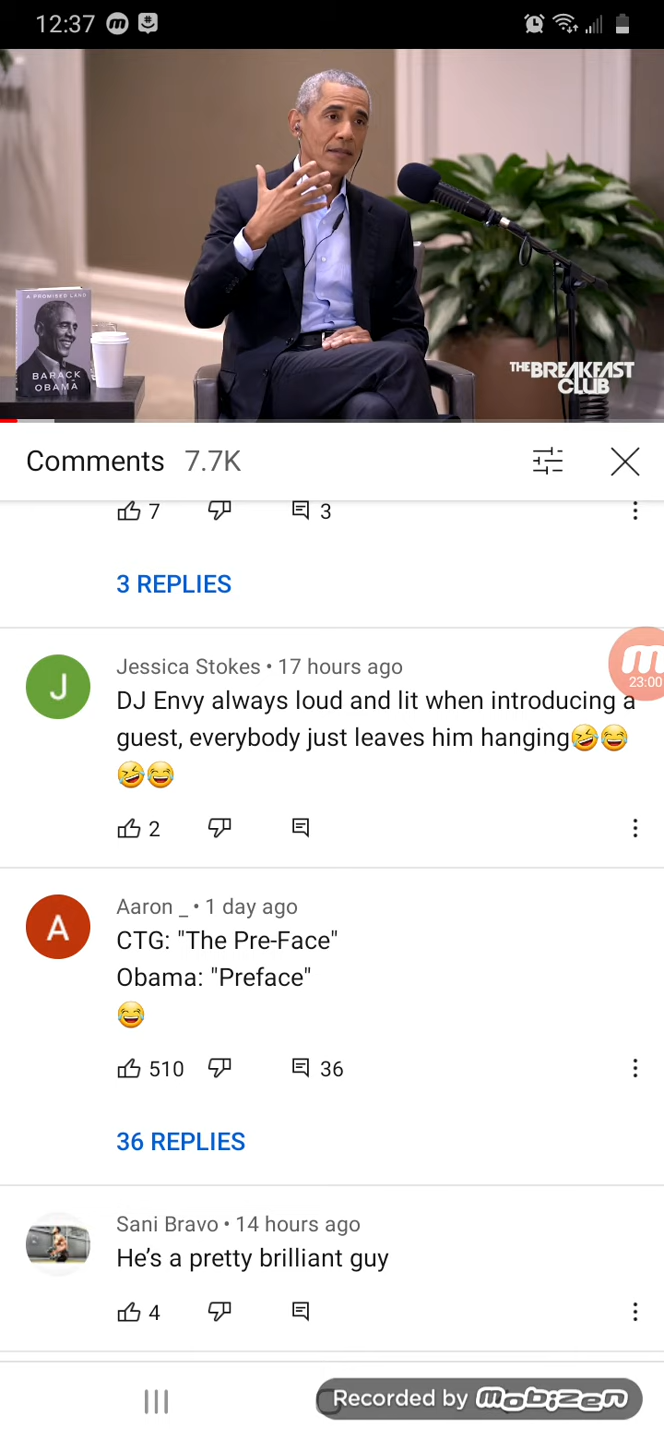 12:37
A PROMISED LAND
BARACK
OBAMA
THE BREAKFAST
CLUB
Comments 7.7K
7 3
3 REPLIES
J
Jessica Stokes • 17 hours ago
DJ Envy always loud and lit when introducing a
guest, everybody just leaves him hanging🤣😂
🤣😂
2
m
23:00
A
Aaron _ • 1 day ago
CTG: "The Pre-Face"
Obama: "Preface"
😂
510 36
36 REPLIES
Sani Bravo • 14 hours ago
He’s a pretty brilliant guy
4
Recorded by mobizen